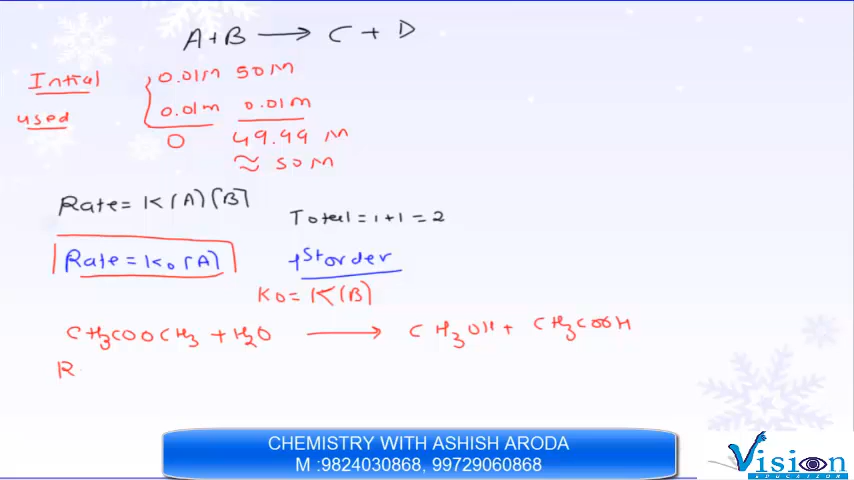 A+B ⟶ C + D
Intial 0.01M 50M
used 0.01M 0.01M
0 49.99 M
≈ 50M
Rate= K(A)(B)
Total = 1+1 = 2
Rate= K₀(A) 1st order
K₀ = K(B)
CH₃COOCH₃ + H₂O ⟶ CH₃OH + CH₃COOH
R
CHEMISTRY WITH ASHISH ARODA
M :9824030868, 99729060868
Vision
EDUCATION